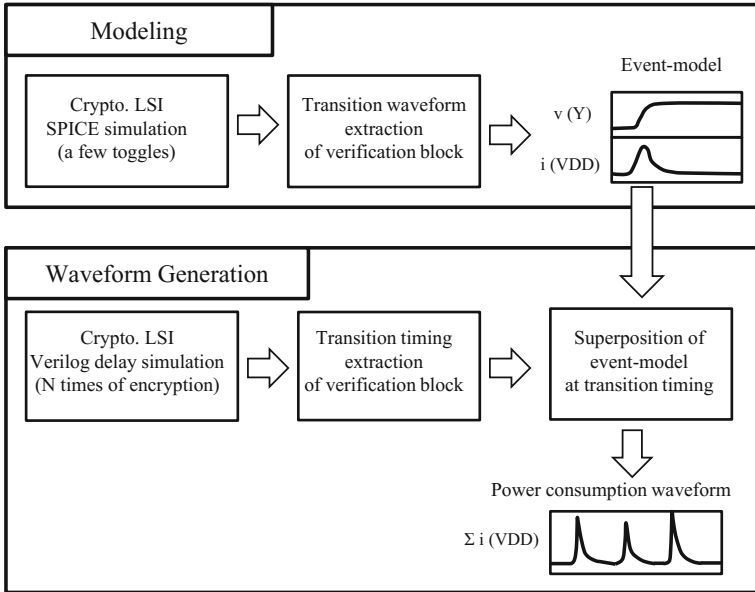 Modeling
Crypto. LSI
SPICE simulation
(a few toggles)
Transition waveform
extraction
of verification block
Event-model
v (Y)
i (VDD)
Waveform Generation
Crypto. LSI
Verilog delay simulation
(N times of encryption)
Transition timing
extraction
of verification block
Superposition of
event-model
at transition timing
Power consumption waveform
Σ i (VDD)